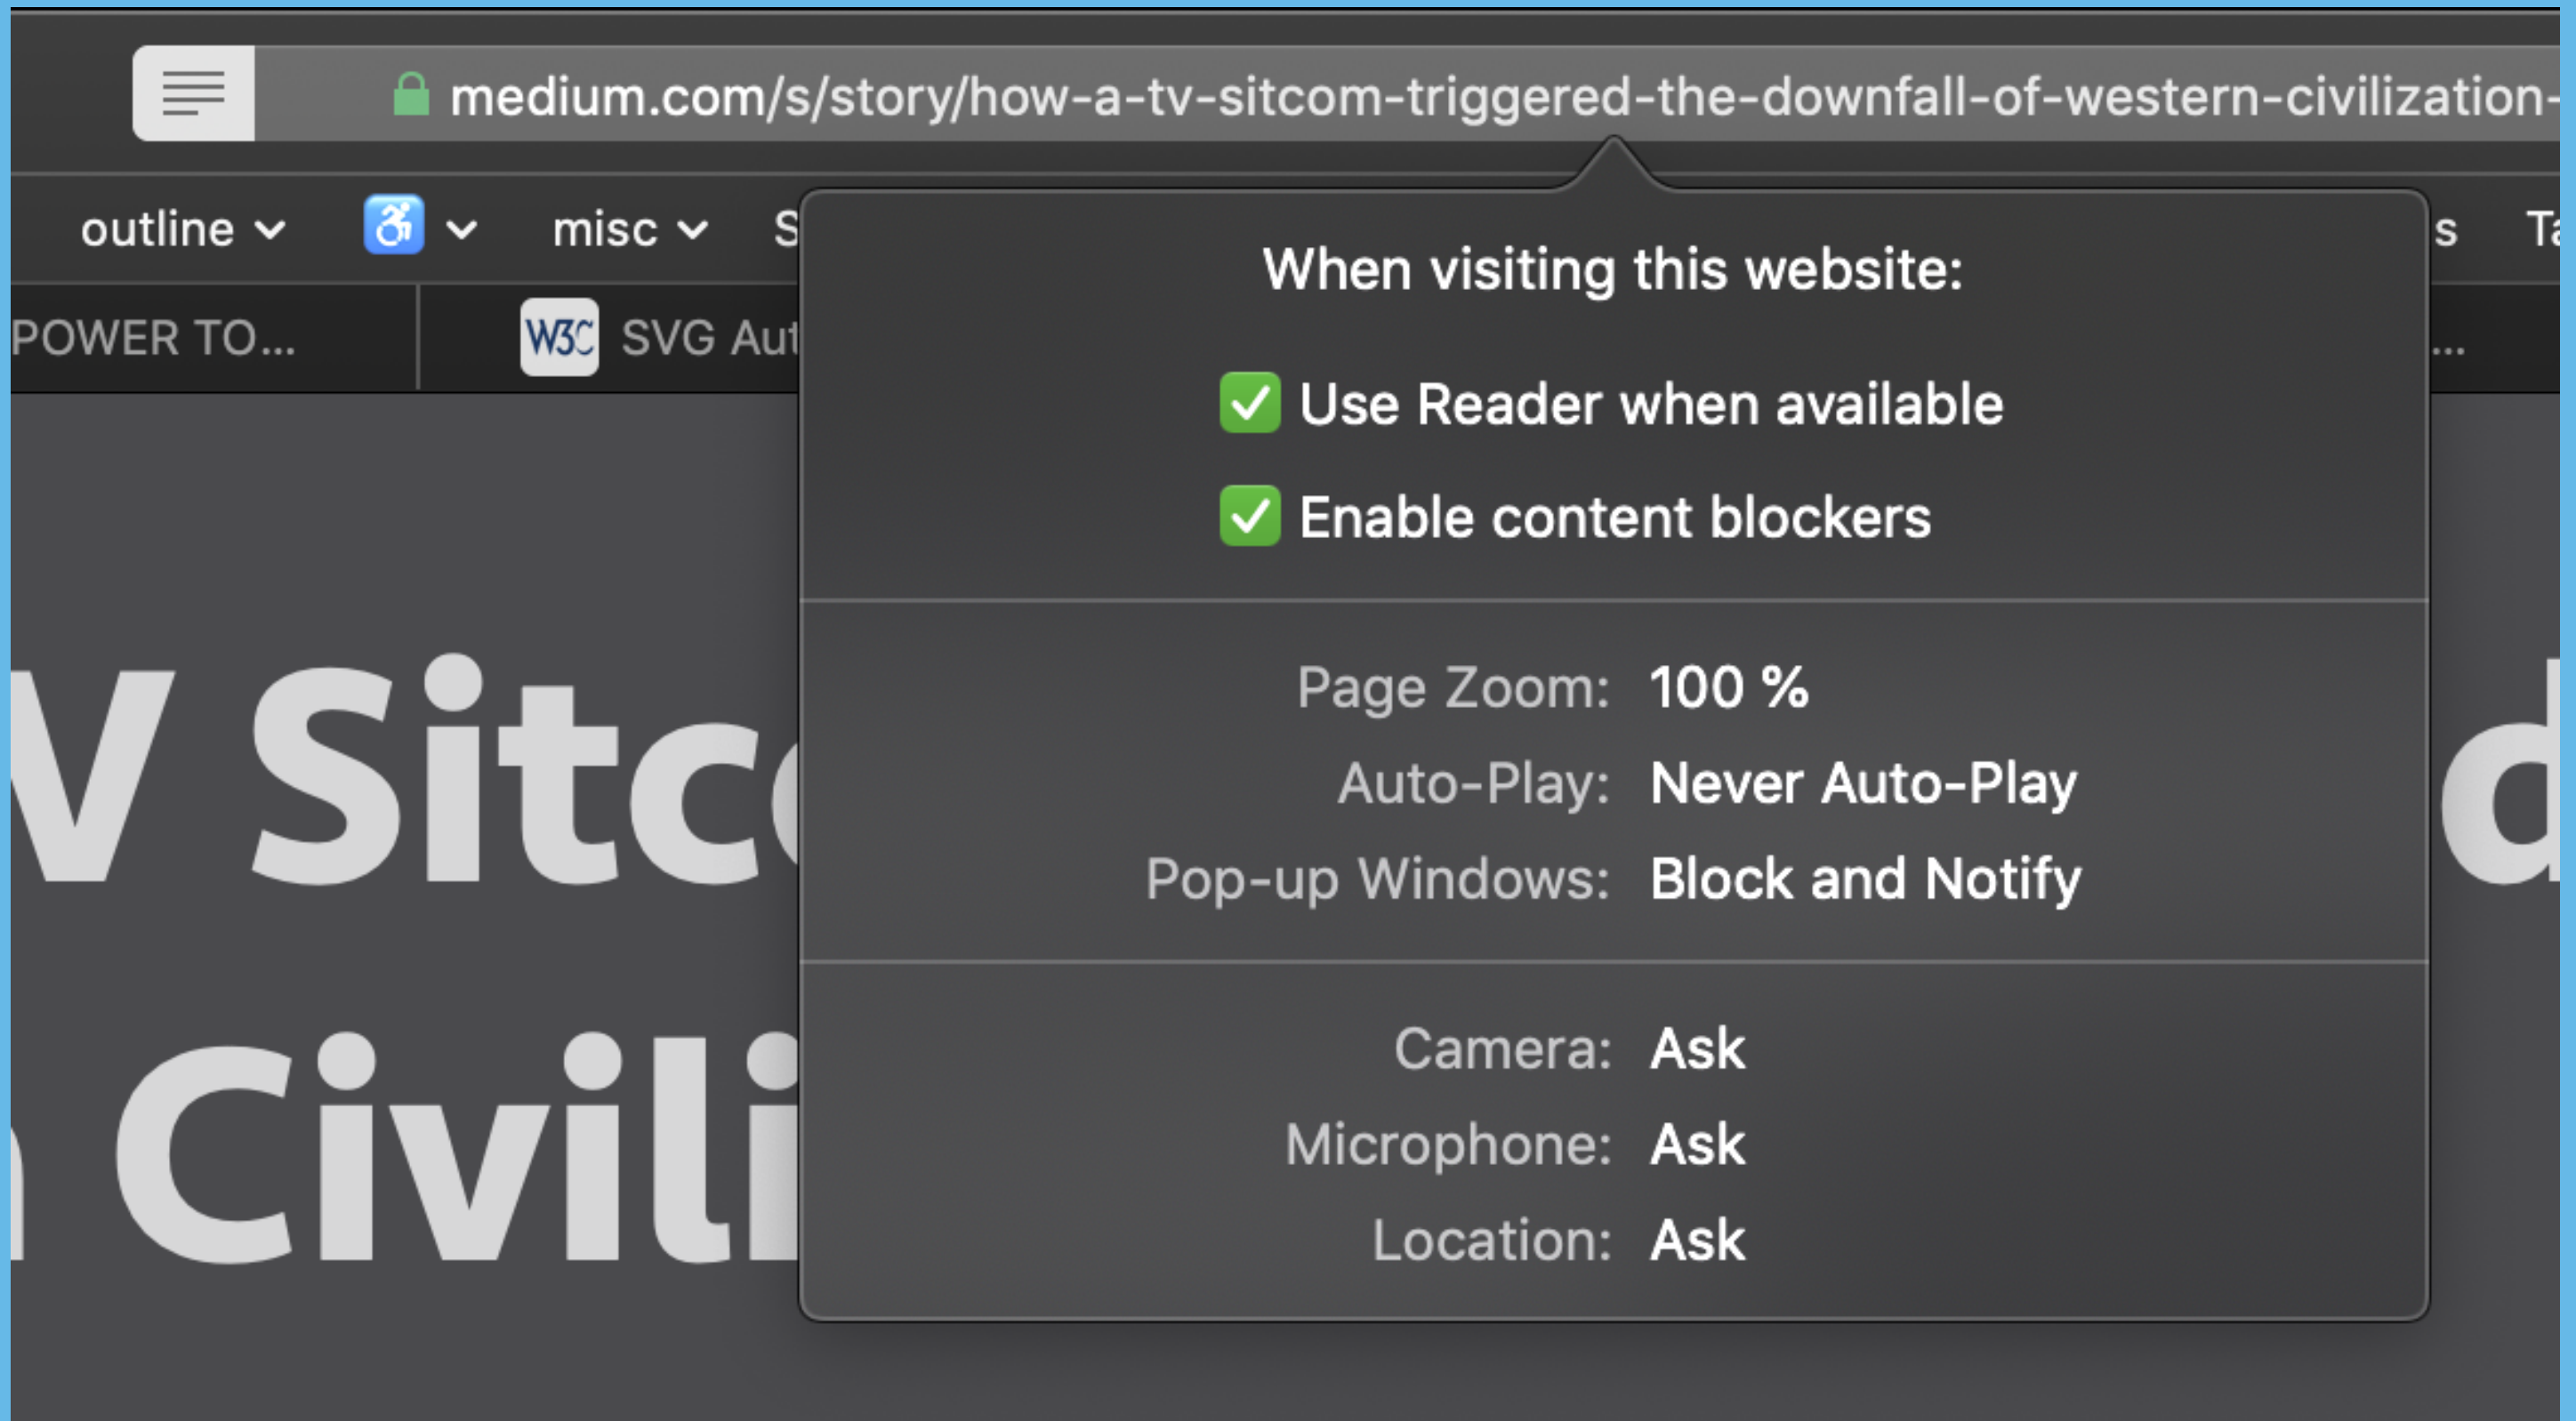 medium.com/s/story/how-a-tv-sitcom-triggered-the-downfall-of-western-civilization-
outline misc S s Ta
POWER TO... W3C SVG Aut ...
When visiting this website:
Use Reader when available
Enable content blockers
Page Zoom: 100 %
Auto-Play: Never Auto-Play
Pop-up Windows: Block and Notify
Camera: Ask
Microphone: Ask
Location: Ask
V Sitco d
Civili